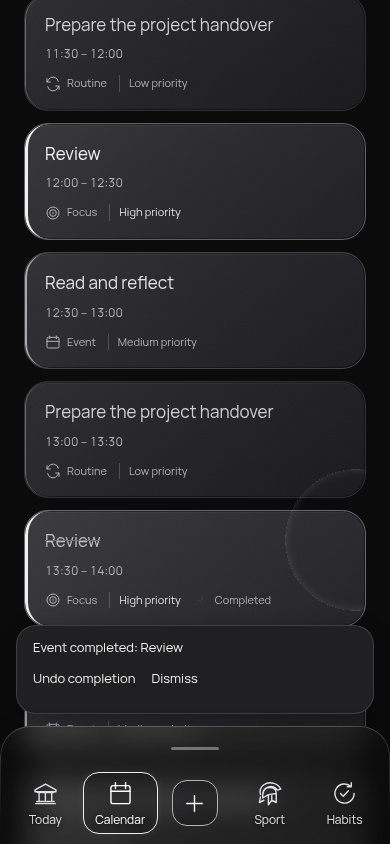 Prepare the project handover
11:30 – 12:00
Routine Low priority
Review
12:00 – 12:30
Focus High priority
Read and reflect
12:30 – 13:00
Event Medium priority
Prepare the project handover
13:00 – 13:30
Routine Low priority
Review
13:30 – 14:00
Focus High priority Completed
Event completed: Review
Undo completion Dismiss
Today Calendar Sport Habits